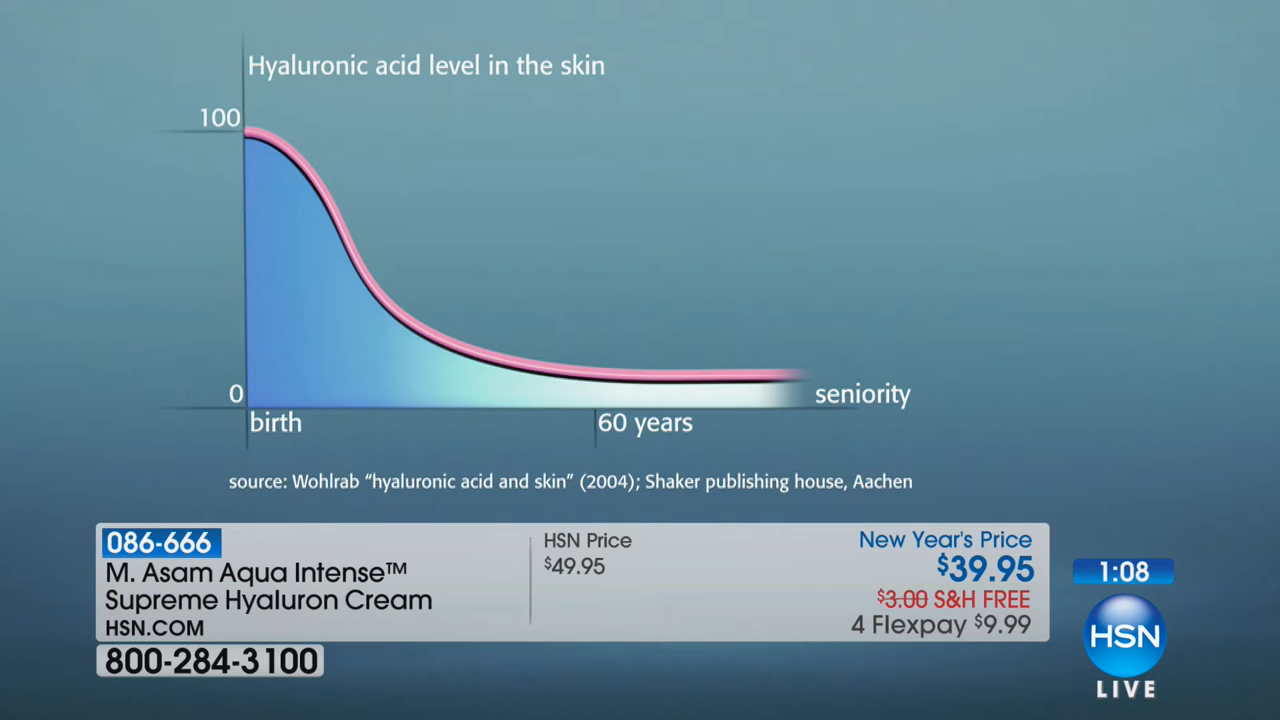 Hyaluronic acid level in the skin
100
0
seniority
birth
60 years
source: Wohlrab “hyaluronic acid and skin” (2004); Shaker publishing house, Aachen
086-666
M. Asam Aqua Intense™
Supreme Hyaluron Cream
HSN.COM
800-284-3100
HSN Price
$49.95
New Year's Price
$39.95
$3.00 S&H FREE
4 Flexpay $9.99
1:08
HSN
LIVE